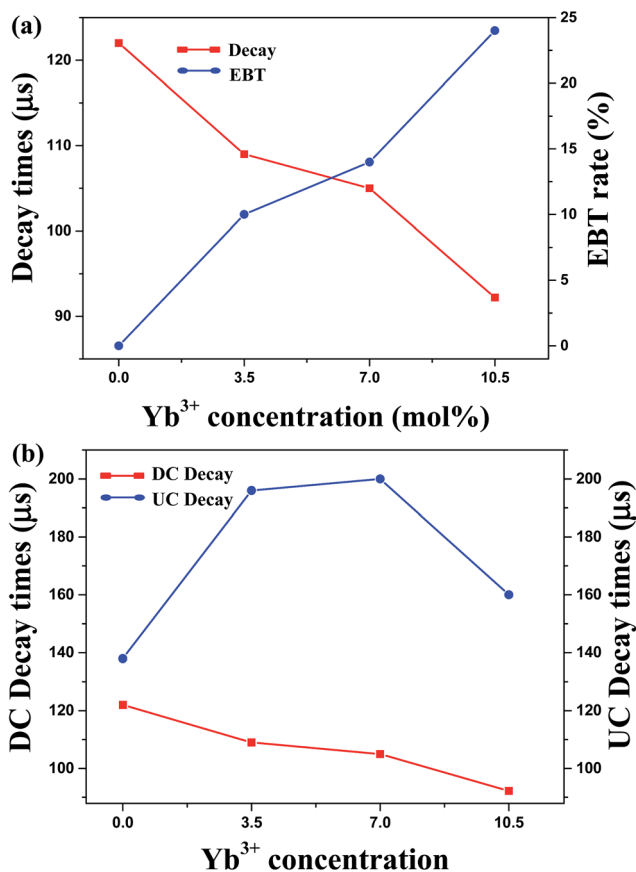 (a)
Decay
EBT
Decay times (μs)
120
110
100
90
EBT rate (%)
25
20
15
10
5
0
0.0 3.5 7.0 10.5
Yb³⁺ concentration (mol%)
(b)
DC Decay
UC Decay
DC Decay times (μs)
200
180
160
140
120
100
UC Decay times (μs)
200
180
160
140
120
100
0.0 3.5 7.0 10.5
Yb³⁺ concentration